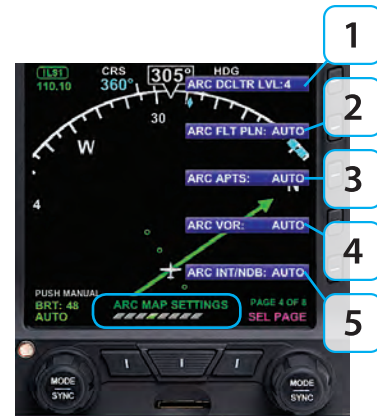 1
ILS1 CRS 305° HDG
110.10 360°
ARC DCLTR LVL:4
2
30
ARC FLT PLN: AUTO
W
3
ARC APTS: AUTO
N
4
4
ARC VOR: AUTO
5
ARC INT/NDB: AUTO
PUSH MANUAL
BRT: 48
AUTO
ARC MAP SETTINGS
PAGE 4 OF 8
SEL PAGE
MODE
SYNC
MODE
SYNC